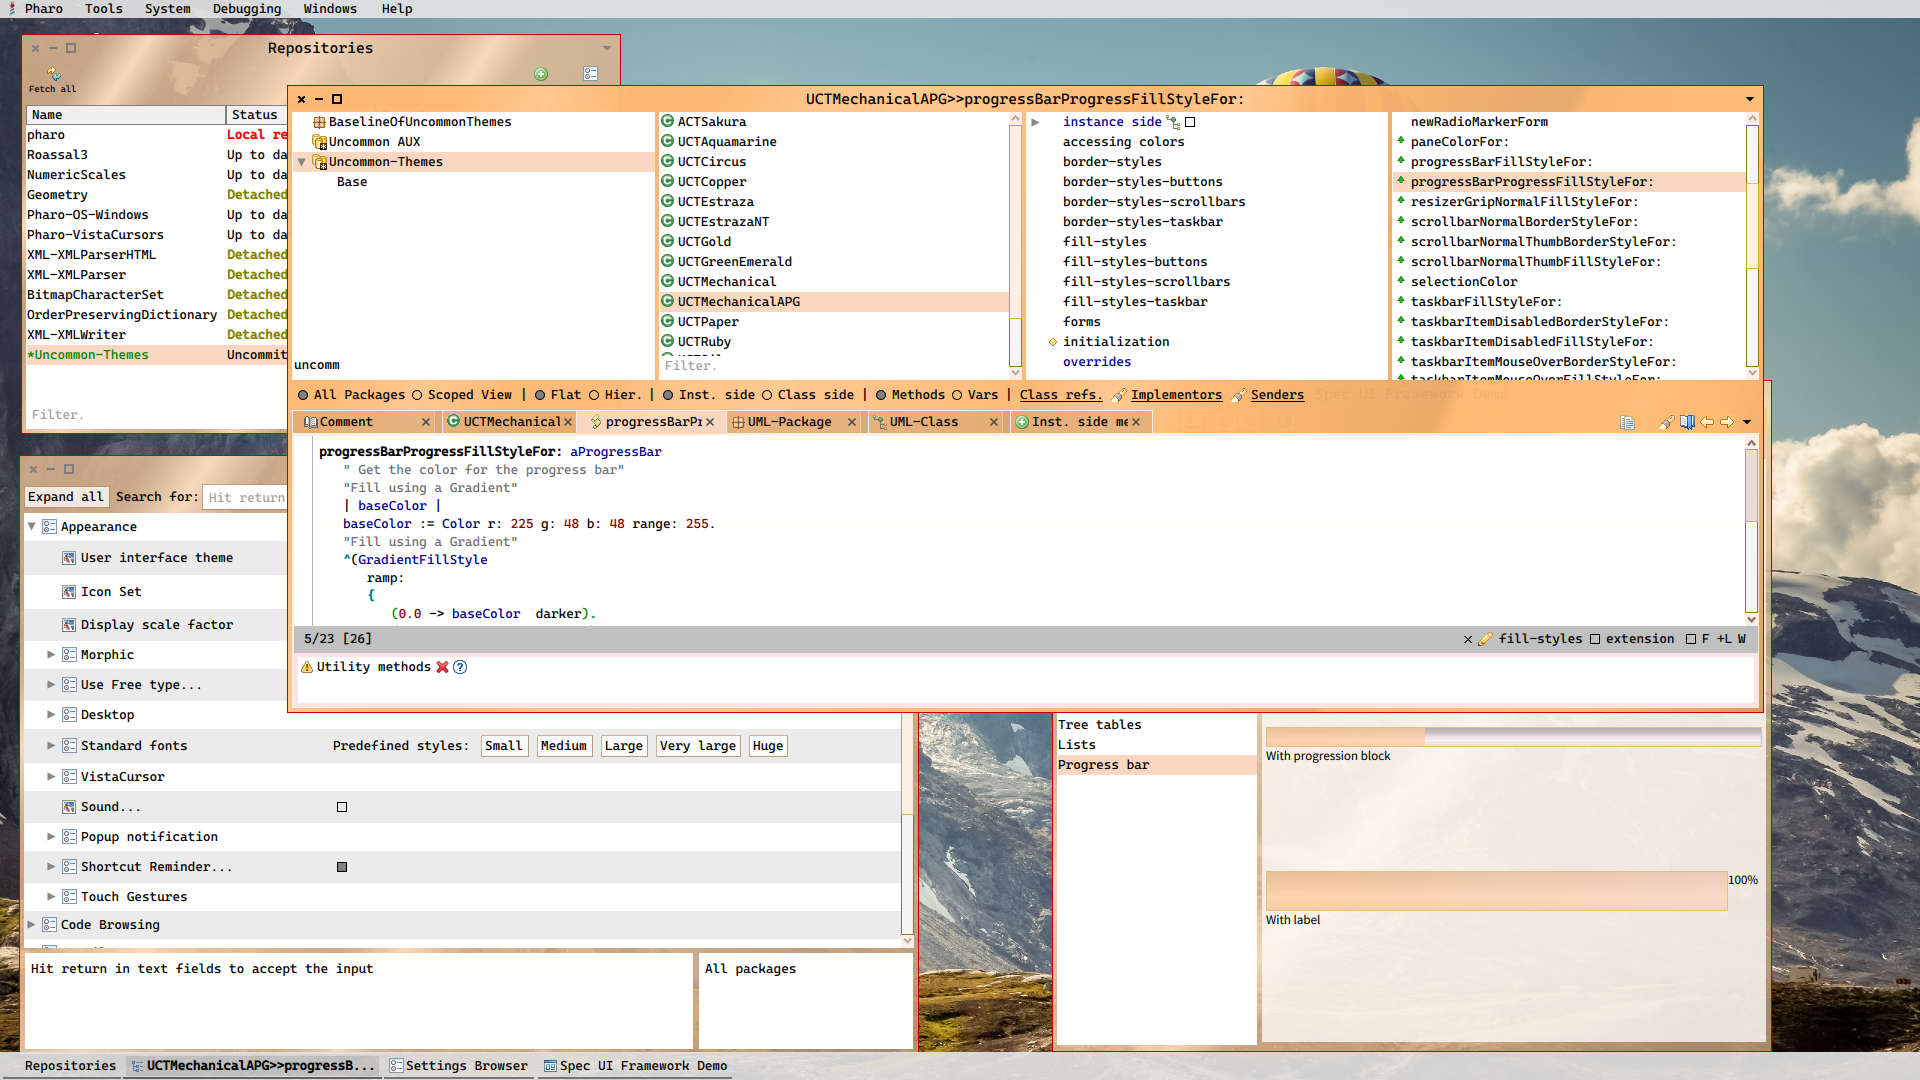 Pharo Tools System Debugging Windows Help
Repositories
Fetch all
Name Status
pharo Local re
Roassal3 Up to da
NumericScales Up to da
Geometry Detached
Pharo-OS-Windows Up to da
Pharo-VistaCursors Up to da
XML-XMLParserHTML Detached
XML-XMLParser Detached
BitmapCharacterSet Detached
OrderPreservingDictionary Detached
XML-XMLWriter Detached
*Uncommon-Themes Uncommit
Filter.
UCTMechanicalAPG>>progressBarProgressFillStyleFor:
BaselineOfUncommonThemes
Uncommon AUX
Uncommon-Themes
Base
uncomm
ACTSakura
UCTAquamarine
UCTCircus
UCTCopper
UCTEstraza
UCTEstrazaNT
UCTGold
UCTGreenEmerald
UCTMechanical
UCTMechanicalAPG
UCTPaper
UCTRuby
Filter.
instance side
accessing colors
border-styles
border-styles-buttons
border-styles-scrollbars
border-styles-taskbar
fill-styles
fill-styles-buttons
fill-styles-scrollbars
fill-styles-taskbar
forms
initialization
overrides
newRadioMarkerForm
paneColorFor:
progressBarFillStyleFor:
progressBarProgressFillStyleFor:
resizerGripNormalFillStyleFor:
scrollbarNormalBorderStyleFor:
scrollbarNormalThumbBorderStyleFor:
scrollbarNormalThumbFillStyleFor:
selectionColor
taskbarFillStyleFor:
taskbarItemDisabledBorderStyleFor:
taskbarItemDisabledFillStyleFor:
taskbarItemMouseOverBorderStyleFor:
taskbarItemMouseOverFillStyleFor:
All Packages Scoped View | Flat Hier. | Inst. side Class side | Methods Vars | Class refs. Implementors Senders
Spec UI Framework Demo
Comment UCTMechanical progressBarPr UML-Package UML-Class Inst. side me
progressBarProgressFillStyleFor: aProgressBar
" Get the color for the progress bar"
"Fill using a Gradient"
| baseColor |
baseColor := Color r: 225 g: 48 b: 48 range: 255.
"Fill using a Gradient"
^(GradientFillStyle
ramp:
{
(0.0 -> baseColor darker).
5/23 [26] fill-styles extension F +L W
Utility methods
Expand all Search for: Hit return
Appearance
User interface theme
Icon Set
Display scale factor
Morphic
Use Free type...
Desktop
Standard fonts Predefined styles: Small Medium Large Very large Huge
VistaCursor
Sound...
Popup notification
Shortcut Reminder...
Touch Gestures
Code Browsing
Hit return in text fields to accept the input
All packages
Tree tables
Lists
Progress bar
With progression block
100%
With label
Repositories UCTMechanicalAPG>>progressB... Settings Browser Spec UI Framework Demo